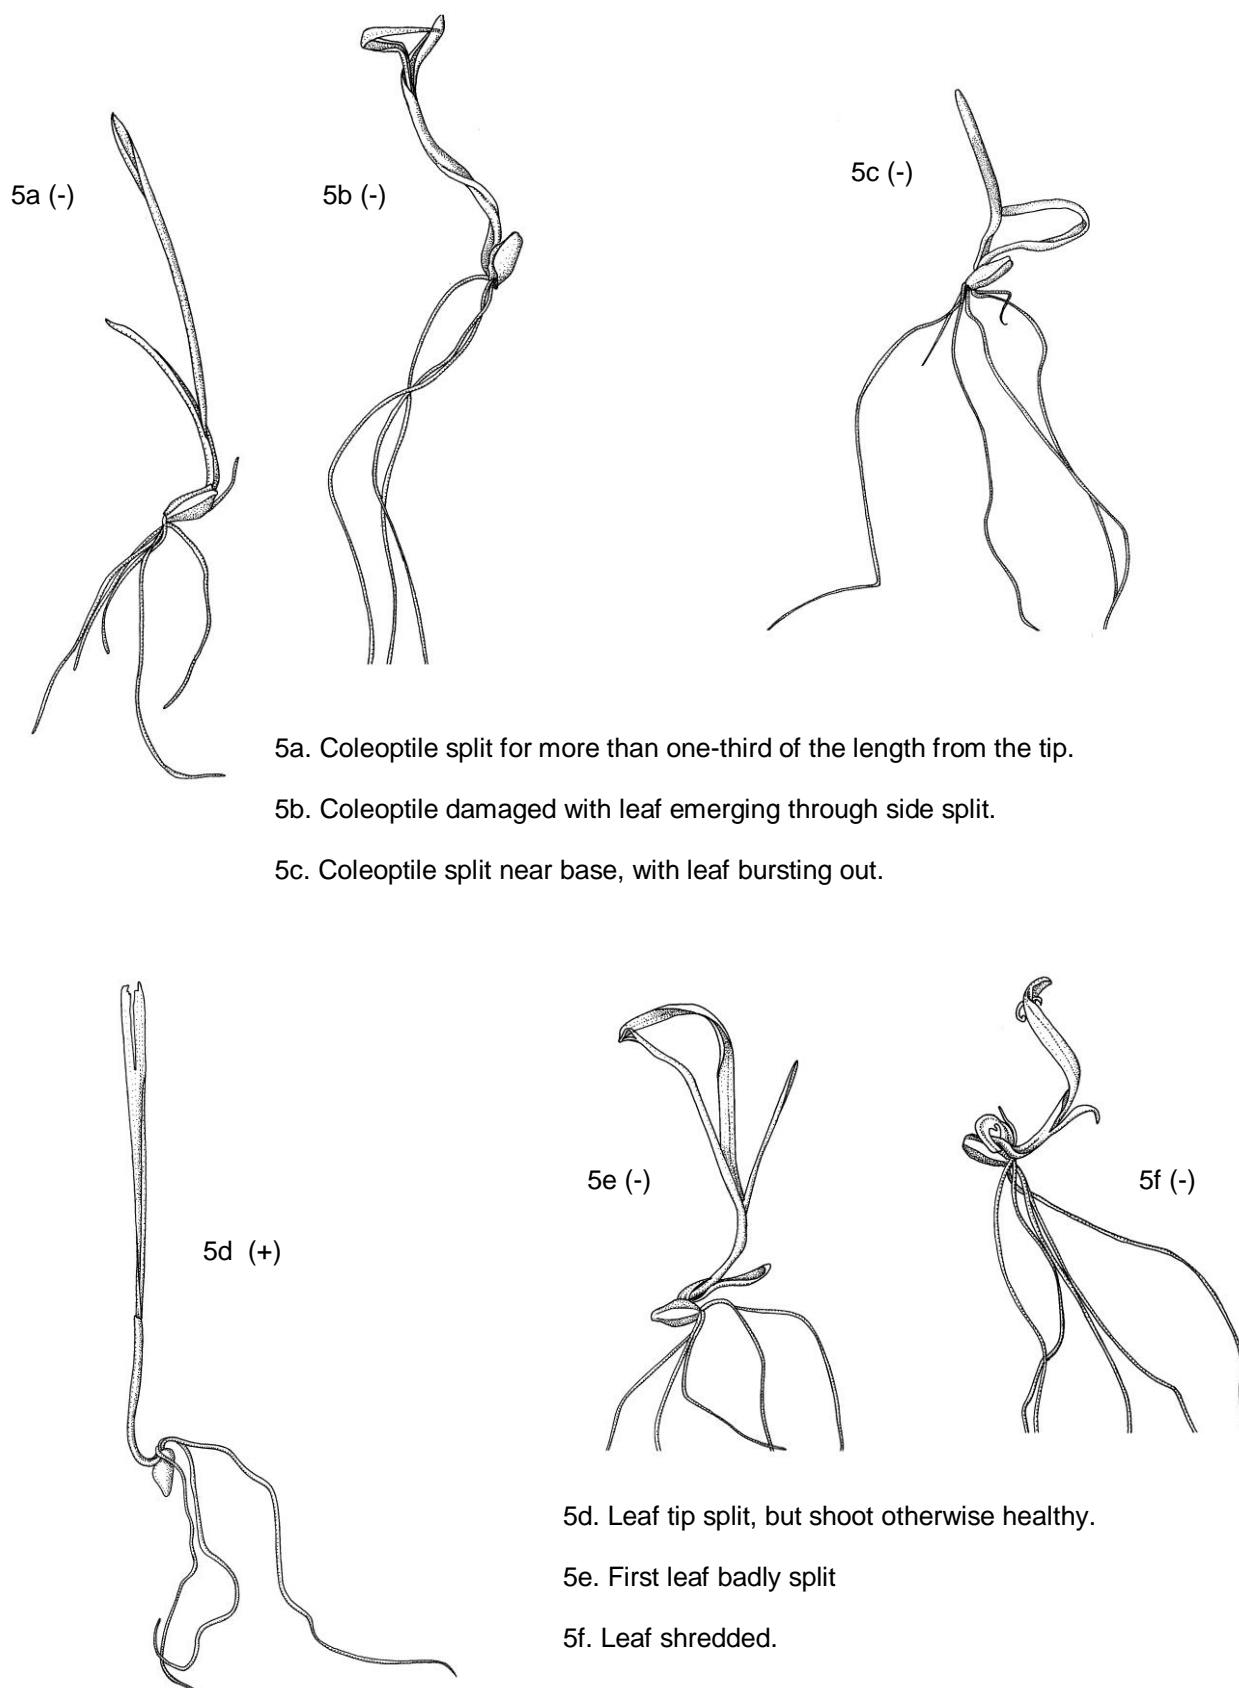 5a (-)
5b (-)
5c (-)
5a. Coleoptile split for more than one-third of the length from the tip.
5b. Coleoptile damaged with leaf emerging through side split.
5c. Coleoptile split near base, with leaf bursting out.
5d (+)
5e (-)
5f (-)
5d. Leaf tip split, but shoot otherwise healthy.
5e. First leaf badly split
5f. Leaf shredded.